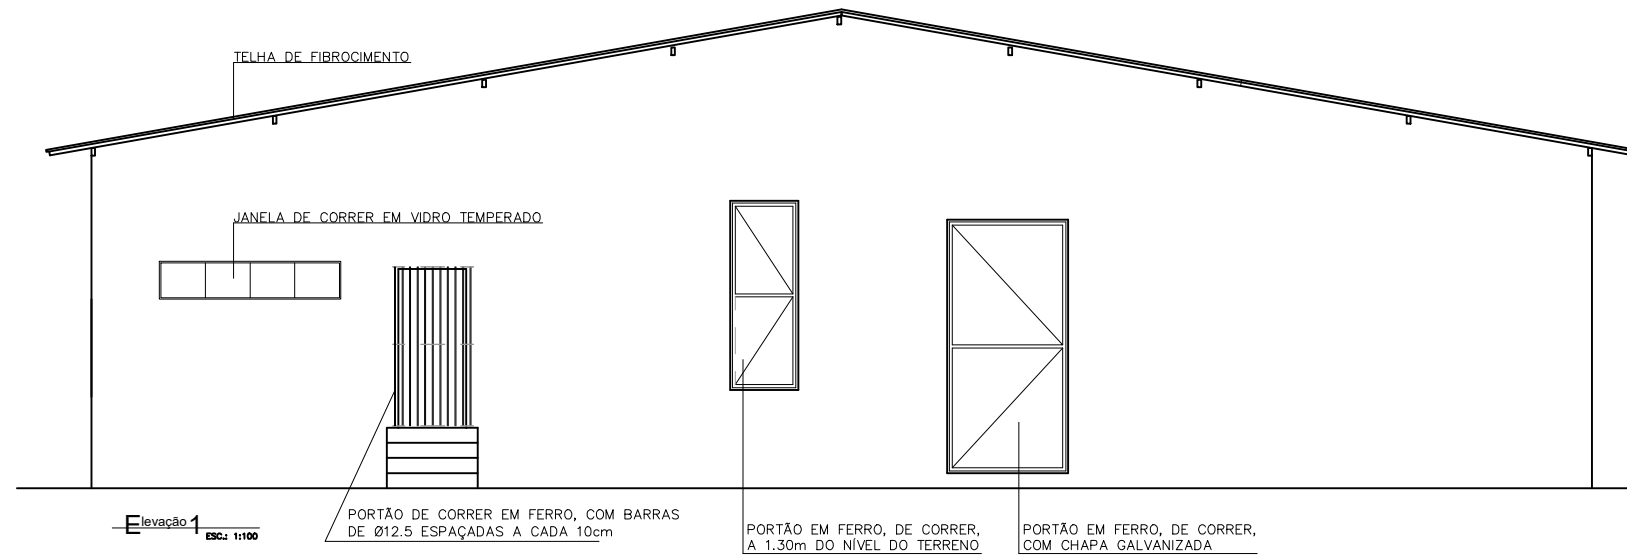 TELHA DE FIBROCIMENTO
JANELA DE CORRER EM VIDRO TEMPERADO
PORTÃO DE CORRER EM FERRO, COM BARRAS
DE Ø12.5 ESPAÇADAS A CADA 10cm
PORTÃO EM FERRO, DE CORRER,
A 1.30m DO NÍVEL DO TERRENO
PORTÃO EM FERRO, DE CORRER,
COM CHAPA GALVANIZADA
Elevação 1
ESC.: 1:100